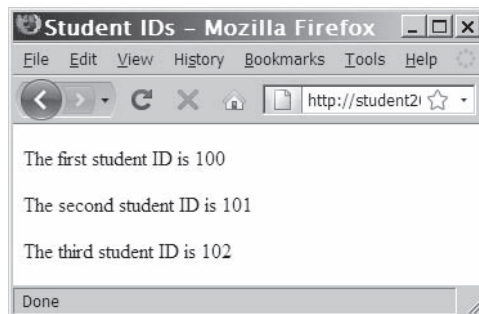 Student IDs – Mozilla Firefox
File Edit View History Bookmarks Tools Help
http://student2
The first student ID is 100
The second student ID is 101
The third student ID is 102
Done